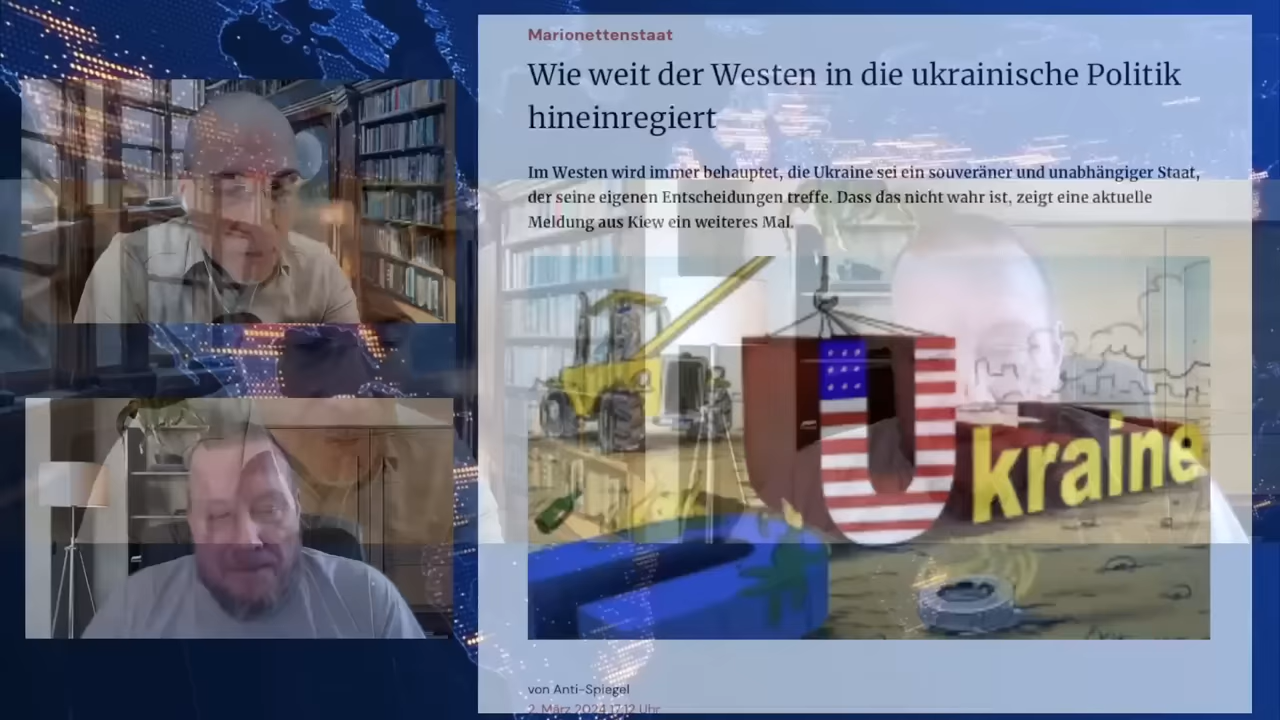 Marionettenstaat
Wie weit der Westen in die ukrainische Politik
hineinregiert
Im Westen wird immer behauptet, die Ukraine sei ein souveräner und unabhängiger Staat,
der seine eigenen Entscheidungen treffe. Dass das nicht wahr ist, zeigt eine aktuelle
Meldung aus Kiew ein weiteres Mal.
Ukraine
von Anti-Spiegel
2. März 2024 17:12 Uhr